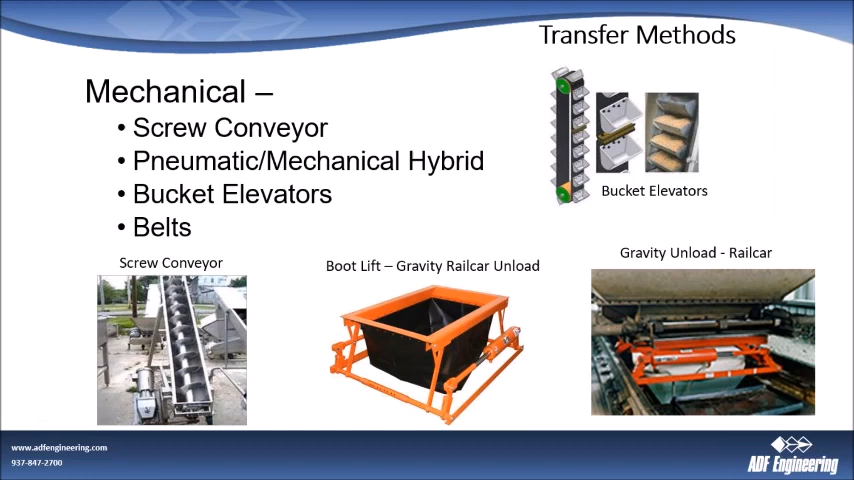 Transfer Methods
Mechanical –
• Screw Conveyor
• Pneumatic/Mechanical Hybrid
• Bucket Elevators
• Belts
Bucket Elevators
Screw Conveyor
Boot Lift – Gravity Railcar Unload
Gravity Unload - Railcar
www.adfengineering.com
937-847-2700
ADF Engineering